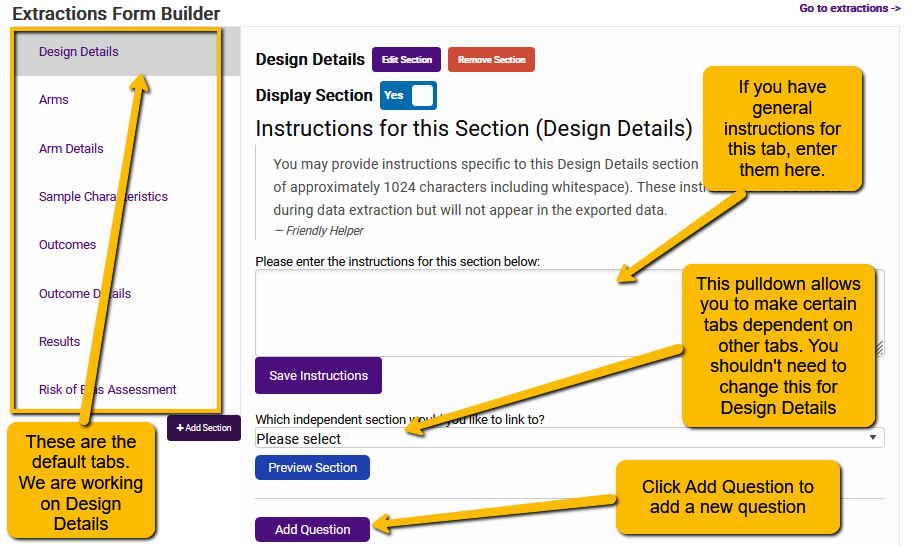 Extractions Form Builder
Go to extractions ->
Design Details
Arms
Arm Details
Sample Characteristics
Outcomes
Outcome Details
Results
Risk of Bias Assessment
+ Add Section
These are the
default tabs.
We are working
on Design
Details
Design Details
Edit Section
Remove Section
Display Section
Yes
Instructions for this Section (Design Details)
You may provide instructions specific to this Design Details section
of approximately 1024 characters including whitespace). These
during data extraction but will not appear in the exported data.
— Friendly Helper
If you have
general
instructions for
this tab, enter
them here.
Please enter the instructions for this section below:
Save Instructions
This pulldown allows
you to make certain
tabs dependent on
other tabs. You
shouldn't need to
change this for
Design Details
Which independent section would you like to link to?
Please select
Preview Section
Add Question
Click Add Question to
add a new question